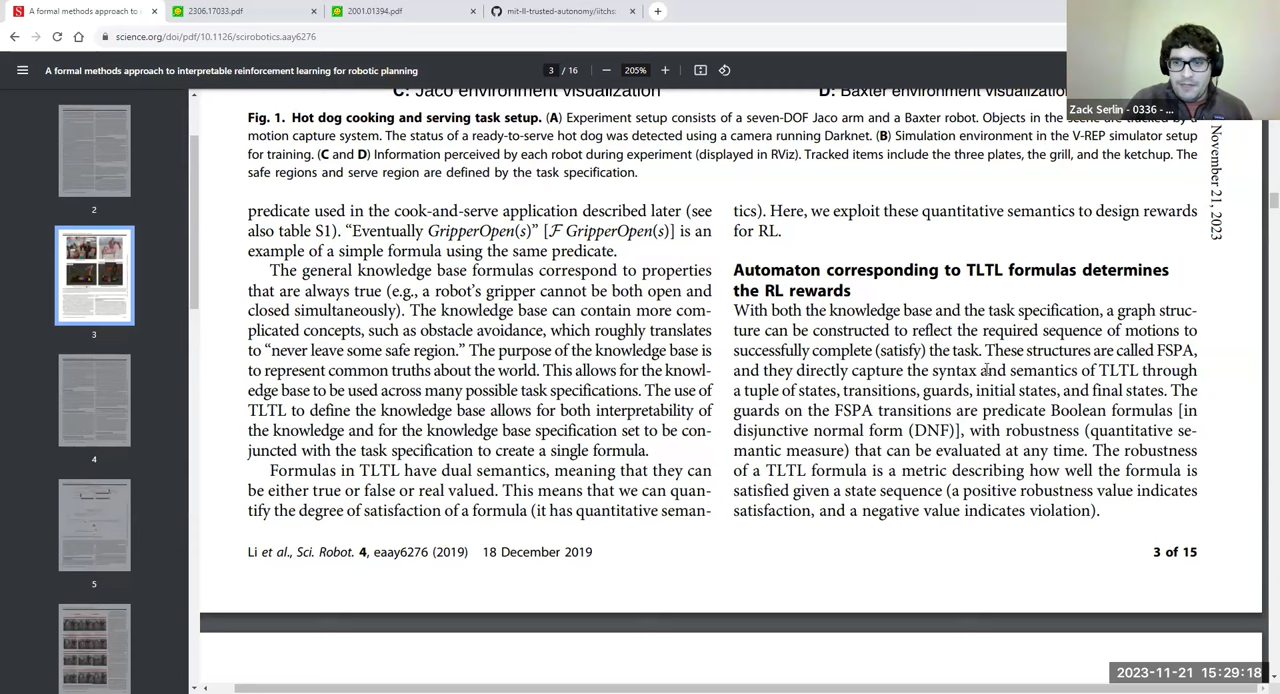 A formal methods approach to i
2306.17033.pdf
2001.01394.pdf
mit-ll-trusted-autonomy/iitchs:
science.org/doi/pdf/10.1126/scirobotics.aay6276
A formal methods approach to interpretable reinforcement learning for robotic planning
3 / 16
205%
Zack Serlin - 0336 - ...
C: Jaco environment visualization
D: Baxter environment visualization
Fig. 1. Hot dog cooking and serving task setup. (A) Experiment setup consists of a seven-DOF Jaco arm and a Baxter robot. Objects in the scene are tracked by a
motion capture system. The status of a ready-to-serve hot dog was detected using a camera running Darknet. (B) Simulation environment in the V-REP simulator setup
for training. (C and D) Information perceived by each robot during experiment (displayed in RViz). Tracked items include the three plates, the grill, and the ketchup. The
safe regions and serve region are defined by the task specification.
predicate used in the cook-and-serve application described later (see
also table S1). “Eventually GripperOpen(s)” [ℱ GripperOpen(s)] is an
example of a simple formula using the same predicate.
The general knowledge base formulas correspond to properties
that are always true (e.g., a robot’s gripper cannot be both open and
closed simultaneously). The knowledge base can contain more com-
plicated concepts, such as obstacle avoidance, which roughly translates
to “never leave some safe region.” The purpose of the knowledge base is
to represent common truths about the world. This allows for the knowl-
edge base to be used across many possible task specifications. The use of
TLTL to define the knowledge base allows for both interpretability of
the knowledge and for the knowledge base specification set to be con-
juncted with the task specification to create a single formula.
Formulas in TLTL have dual semantics, meaning that they can
be either true or false or real valued. This means that we can quan-
tify the degree of satisfaction of a formula (it has quantitative seman-
tics). Here, we exploit these quantitative semantics to design rewards
for RL.
Automaton corresponding to TLTL formulas determines
the RL rewards
With both the knowledge base and the task specification, a graph struc-
ture can be constructed to reflect the required sequence of motions to
successfully complete (satisfy) the task. These structures are called FSPA,
and they directly capture the syntax and semantics of TLTL through
a tuple of states, transitions, guards, initial states, and final states. The
guards on the FSPA transitions are predicate Boolean formulas [in
disjunctive normal form (DNF)], with robustness (quantitative se-
mantic measure) that can be evaluated at any time. The robustness
of a TLTL formula is a metric describing how well the formula is
satisfied given a state sequence (a positive robustness value indicates
satisfaction, and a negative value indicates violation).
Li et al., Sci. Robot. 4, eaay6276 (2019) 18 December 2019
3 of 15
November 21, 2023
2
3
4
5
2023-11-21 15:29:18